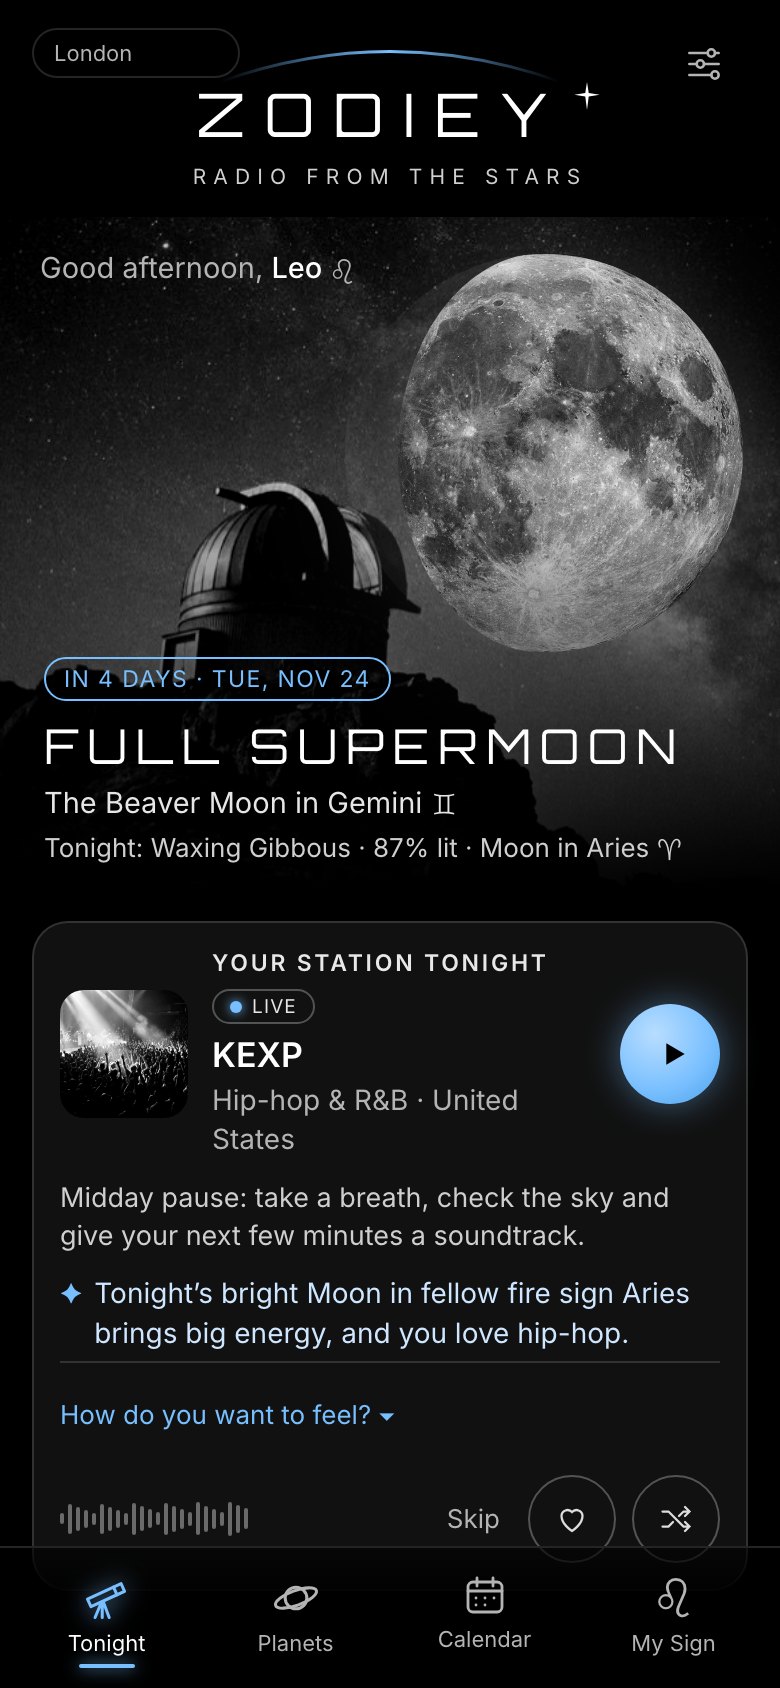 London
ZODIEY
RADIO FROM THE STARS
Good afternoon, Leo ♌︎
IN 4 DAYS · TUE, NOV 24
FULL SUPERMOON
The Beaver Moon in Gemini ♊︎
Tonight: Waxing Gibbous · 87% lit · Moon in Aries ♈︎
YOUR STATION TONIGHT
LIVE
KEXP
Hip-hop & R&B · United
States
Midday pause: take a breath, check the sky and
give your next few minutes a soundtrack.
✦ Tonight’s bright Moon in fellow fire sign Aries
brings big energy, and you love hip-hop.
How do you want to feel?
Skip
Tonight
Planets
Calendar
My Sign